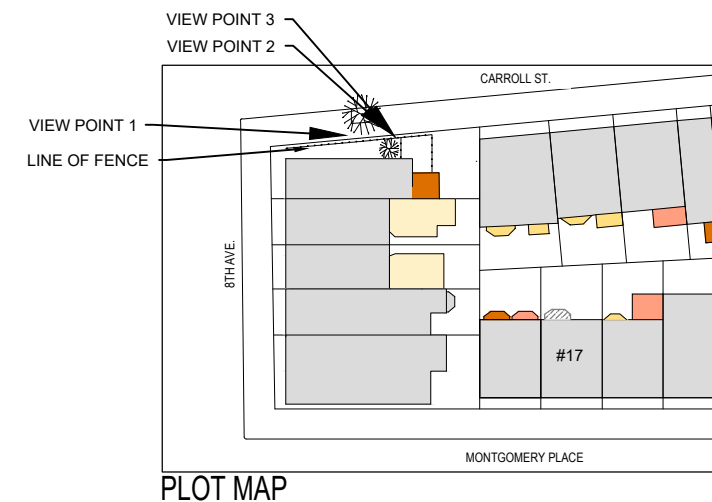 VIEW POINT 3
VIEW POINT 2
CARROLL ST.
VIEW POINT 1
LINE OF FENCE
8TH AVE.
#17
MONTGOMERY PLACE
PLOT MAP